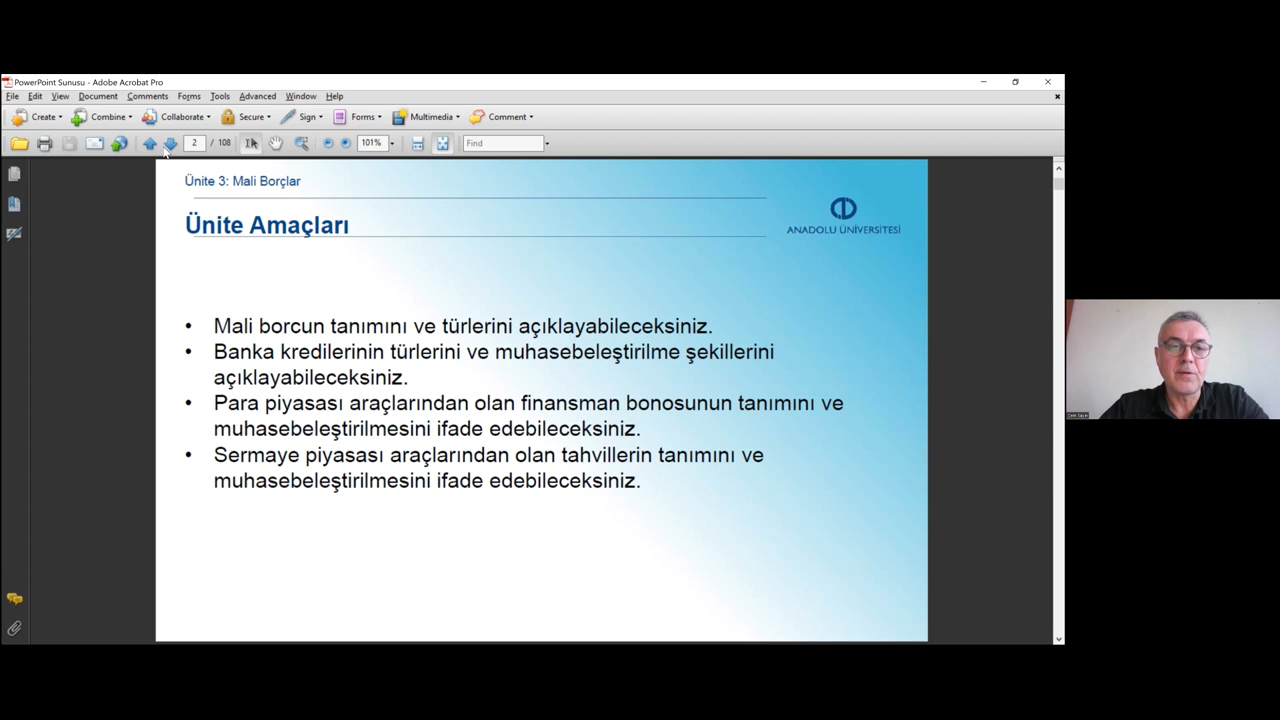 PowerPoint Sunusu - Adobe Acrobat Pro
File Edit View Document Comments Forms Tools Advanced Window Help
Create Combine Collaborate Secure Sign Forms Multimedia Comment
2 / 108 101% Find
Ünite 3: Mali Borçlar
Ünite Amaçları
ANADOLU ÜNİVERSİTESİ
• Mali borcun tanımını ve türlerini açıklayabileceksiniz.
• Banka kredilerinin türlerini ve muhasebeleştirilme şekillerini
açıklayabileceksiniz.
• Para piyasası araçlarından olan finansman bonosunun tanımını ve
muhasebeleştirilmesini ifade edebileceksiniz.
• Sermaye piyasası araçlarından olan tahvillerin tanımını ve
muhasebeleştirilmesini ifade edebileceksiniz.